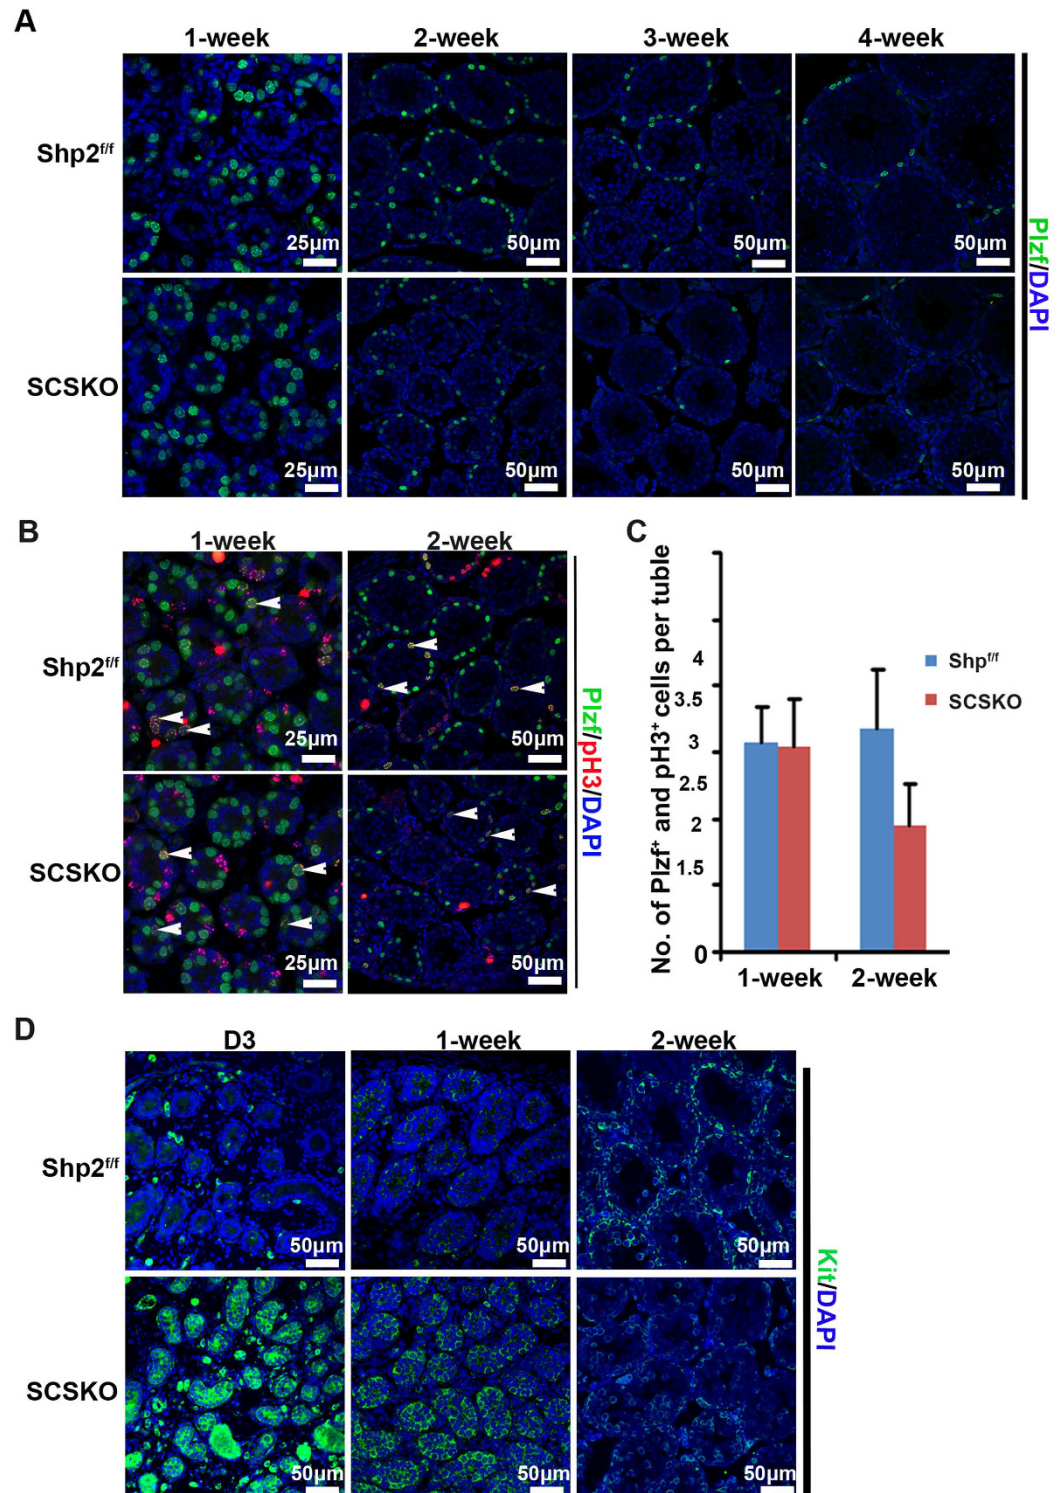 A
1-week 2-week 3-week 4-week
Shp2f/f
25µm 50µm 50µm 50µm
SCSKO
25µm 50µm 50µm 50µm
Plzf/DAPI
B
1-week 2-week
Shp2f/f
25µm 50µm
SCSKO
25µm 50µm
Plzf/pH3/DAPI
C
No. of Plzf+ and pH3+ cells per tuble
4
3.5
3
2.5
2
1.5
0
Shpf/f
SCSKO
1-week 2-week
D
D3 1-week 2-week
Shp2f/f
50µm 50µm 50µm
SCSKO
50µm 50µm 50µm
Kit/DAPI